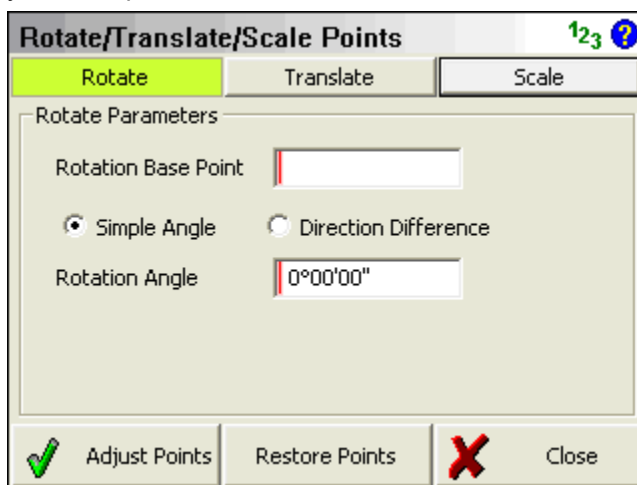 Rotate/Translate/Scale Points 123 ?
Rotate Translate Scale
Rotate Parameters
Rotation Base Point
Simple Angle Direction Difference
Rotation Angle 0°00'00"
Adjust Points Restore Points Close